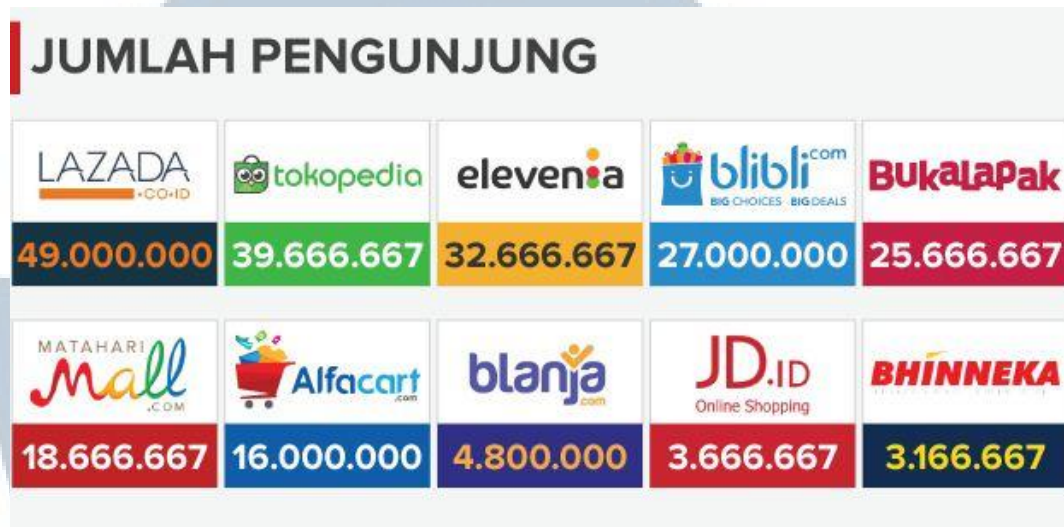 JUMLAH PENGUNJUNG
LAZADA
.CO.ID
tokopedia
elevenia
blibli.com
BIG CHOICES BIG DEALS
BukaLaPak
49.000.000
39.666.667
32.666.667
27.000.000
25.666.667
MATAHARI
Mall
.COM
Alfacart
.com
blanja
.com
JD.ID
Online Shopping
BHINNEKA
18.666.667
16.000.000
4.800.000
3.666.667
3.166.667